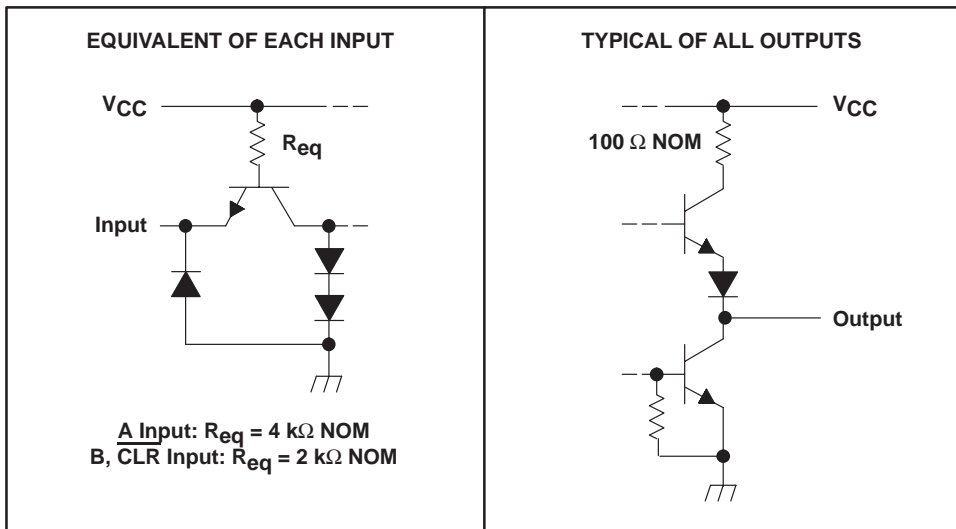 EQUIVALENT OF EACH INPUT
VCC
Req
Input
A Input: Req = 4 kΩ NOM
B, CLR Input: Req = 2 kΩ NOM
TYPICAL OF ALL OUTPUTS
VCC
100 Ω NOM
Output